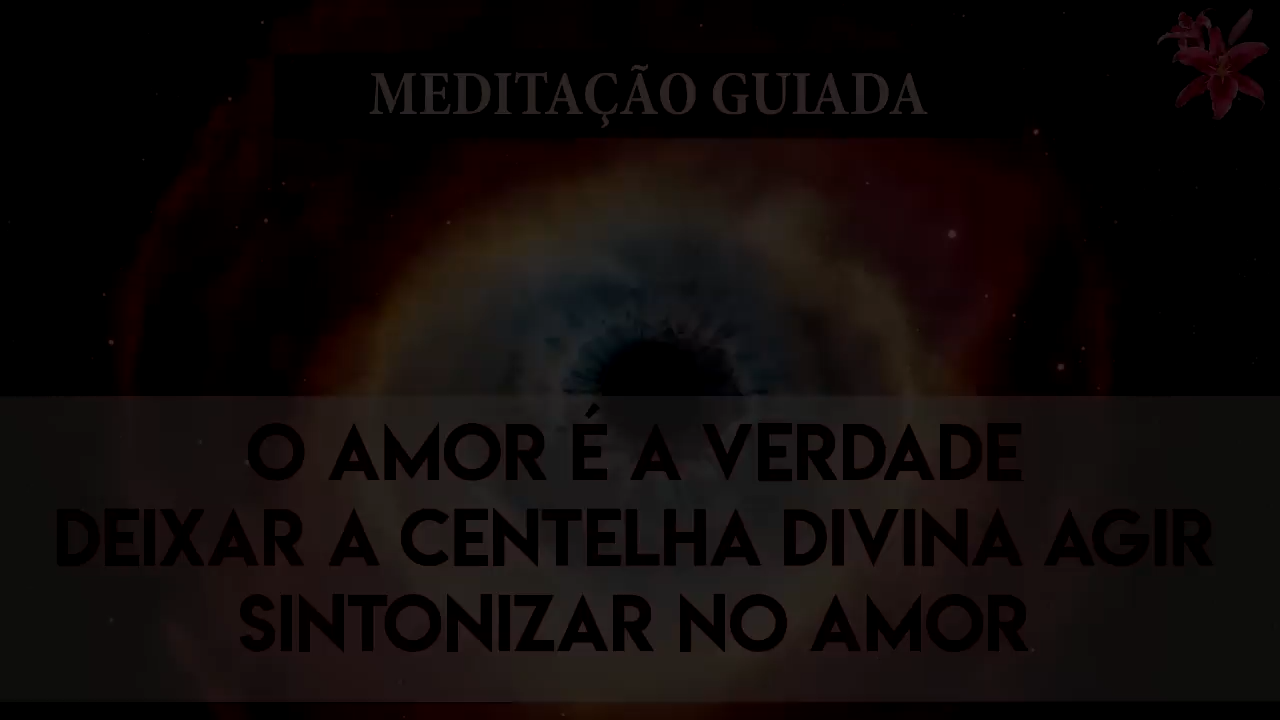 MEDITAÇÃO GUIADA
O AMOR É A VERDADE
DEIXAR A CENTELHA DIVINA AGIR
SINTONIZAR NO AMOR